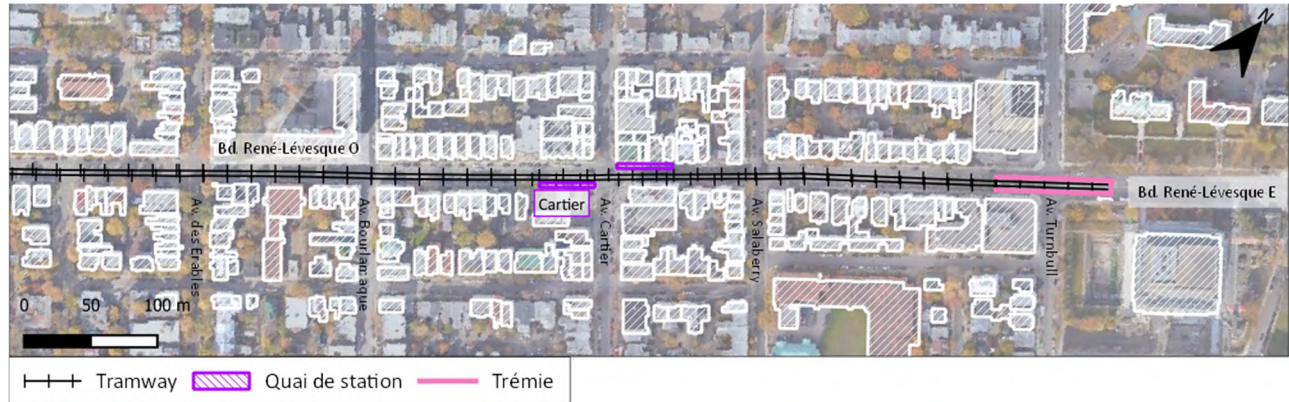 N
Bd. René-Lévesque O
Bd. René-Lévesque E
Cartier
Av. des Érables
Av. Bourlamaque
Av. Cartier
Av. Salaberry
Av. Turnbull
0 50 100 m
Tramway
Quai de station
Trémie